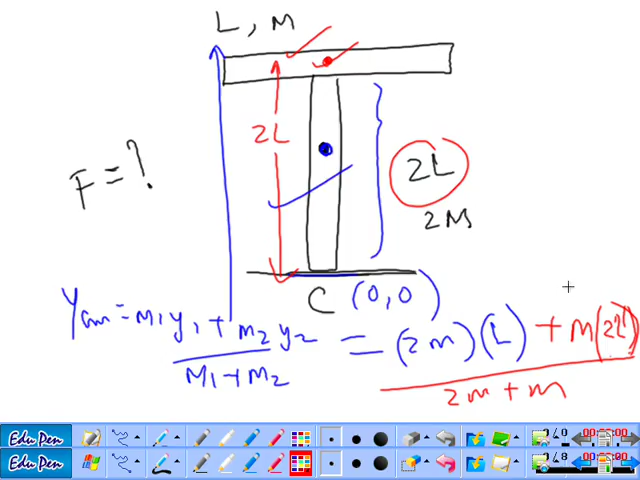 L, M
2L
F = ?
2L
2M
C (0,0)
Ycm = M1y1 + m2y2 / M1+M2 = (2m)(L) + M(2L) / 2m + m
Edu Pen
Edu Pen